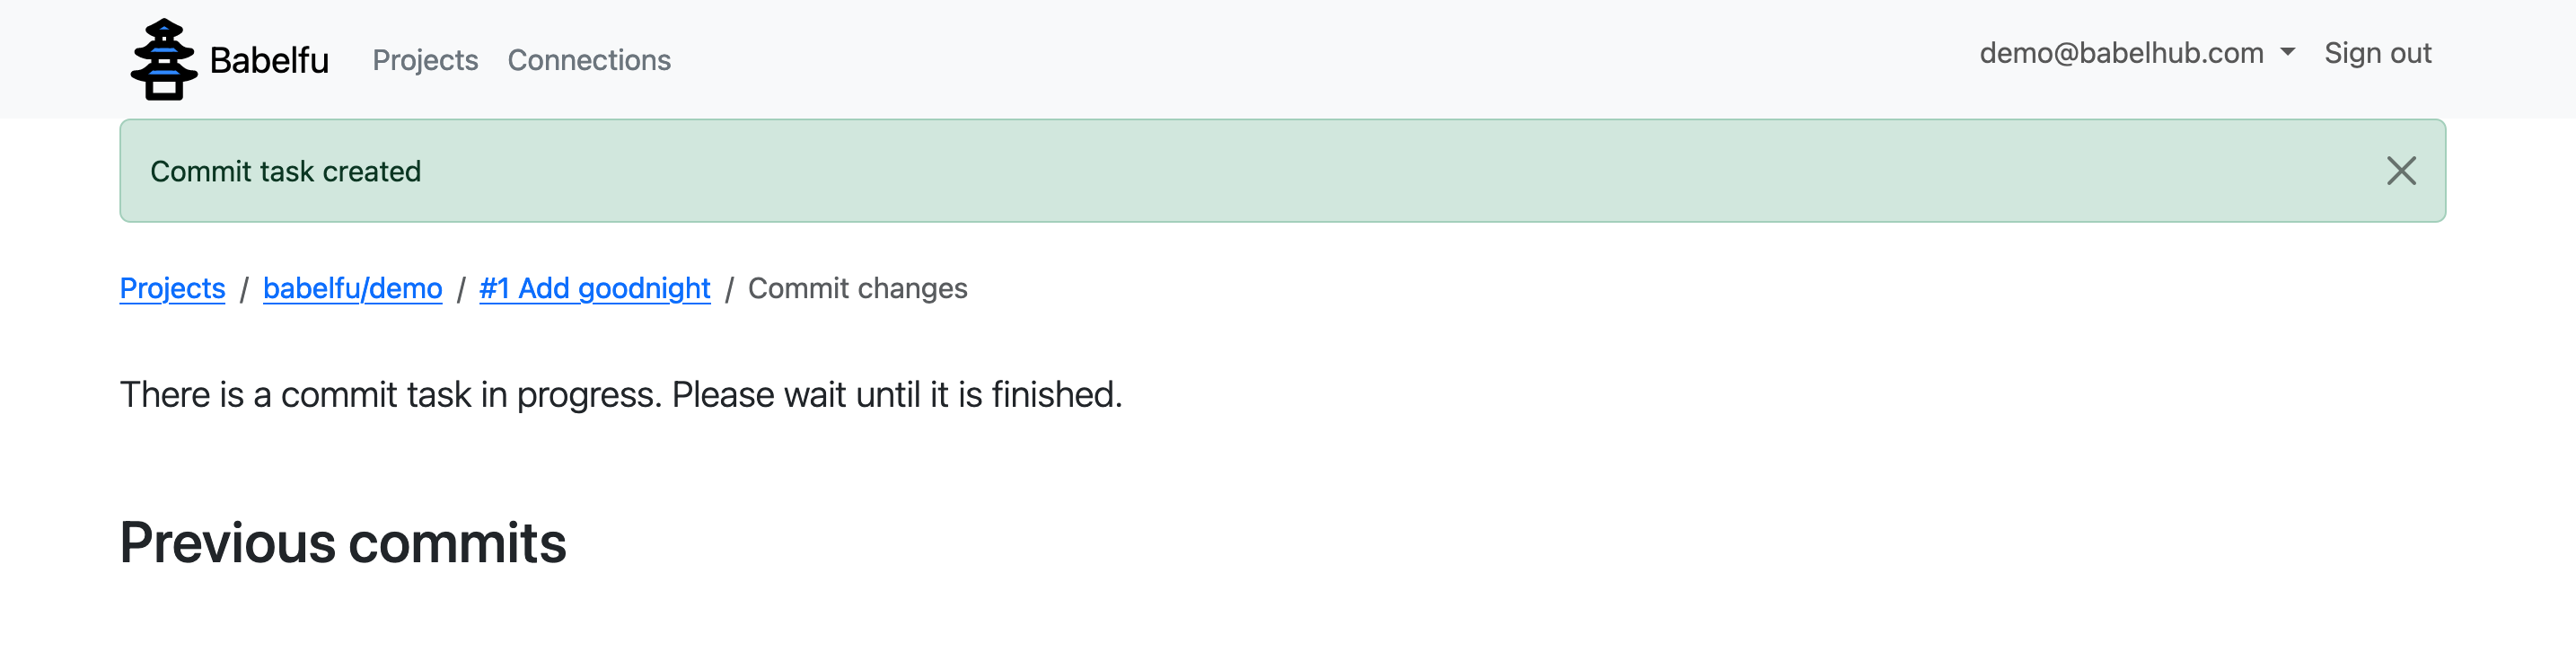 Babelfu Projects Connections demo@babelhub.com Sign out
Commit task created
Projects / babelfu/demo / #1 Add goodnight / Commit changes
There is a commit task in progress. Please wait until it is finished.
Previous commits